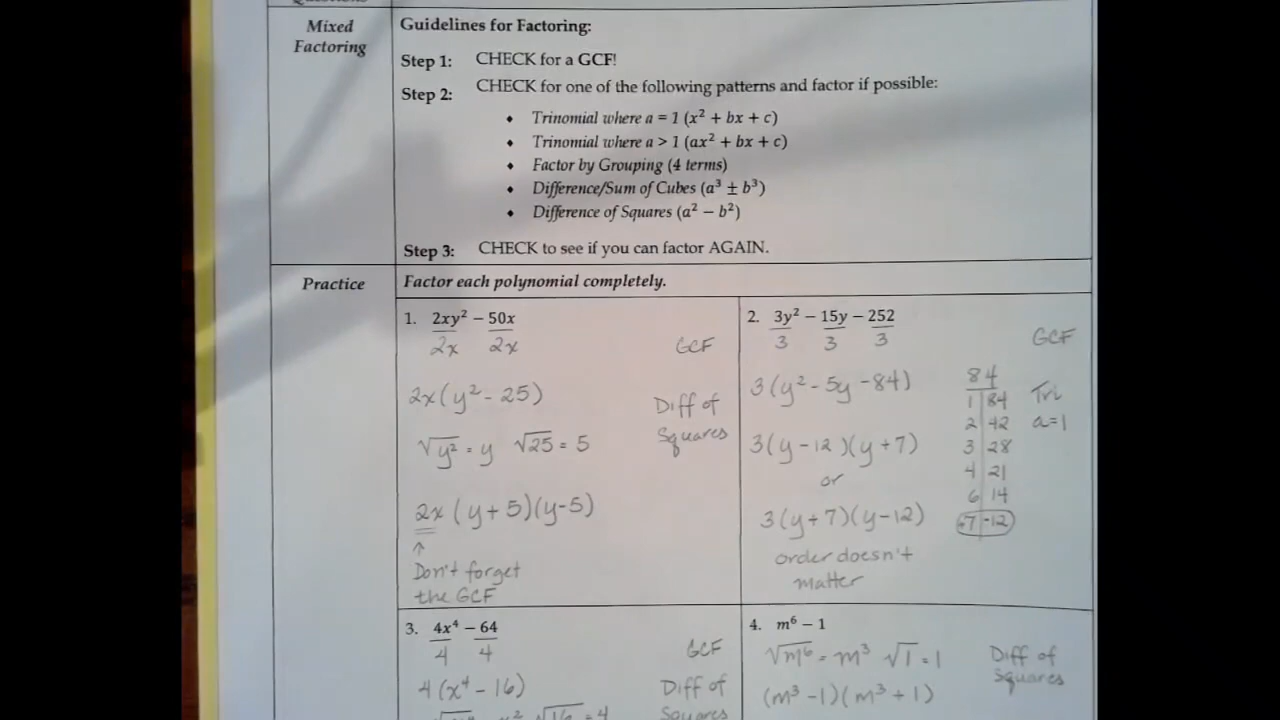 Questions
Mixed
Factoring
Guidelines for Factoring:
Step 1: CHECK for a GCF!
Step 2: CHECK for one of the following patterns and factor if possible:
• Trinomial where a = 1 (x² + bx + c)
• Trinomial where a > 1 (ax² + bx + c)
• Factor by Grouping (4 terms)
• Difference/Sum of Cubes (a³ ± b³)
• Difference of Squares (a² − b²)
Step 3: CHECK to see if you can factor AGAIN.
Practice
Factor each polynomial completely.
1. 2xy² − 50x
2x 2x
GCF
2x(y² - 25)
Diff of
Squares
√y² = y √25 = 5
2x (y+5)(y-5)
↑
Don't forget
the GCF
2. 3y² − 15y − 252
3 3 3
GCF
3(y² - 5y - 84)
84
1 | 84
2 | 42
3 | 28
4 | 21
6 | 14
+7 | -12
Tri
a=1
3(y-12)(y+7)
or
3(y+7)(y-12)
order doesn't
matter
3. 4x⁴ − 64
4 4
GCF
4(x⁴ - 16)
Diff of
Squares
√16 = 4
4. m⁶ − 1
√m⁶ = m³ √1 = 1
Diff of
Squares
(m³ - 1)(m³ + 1)